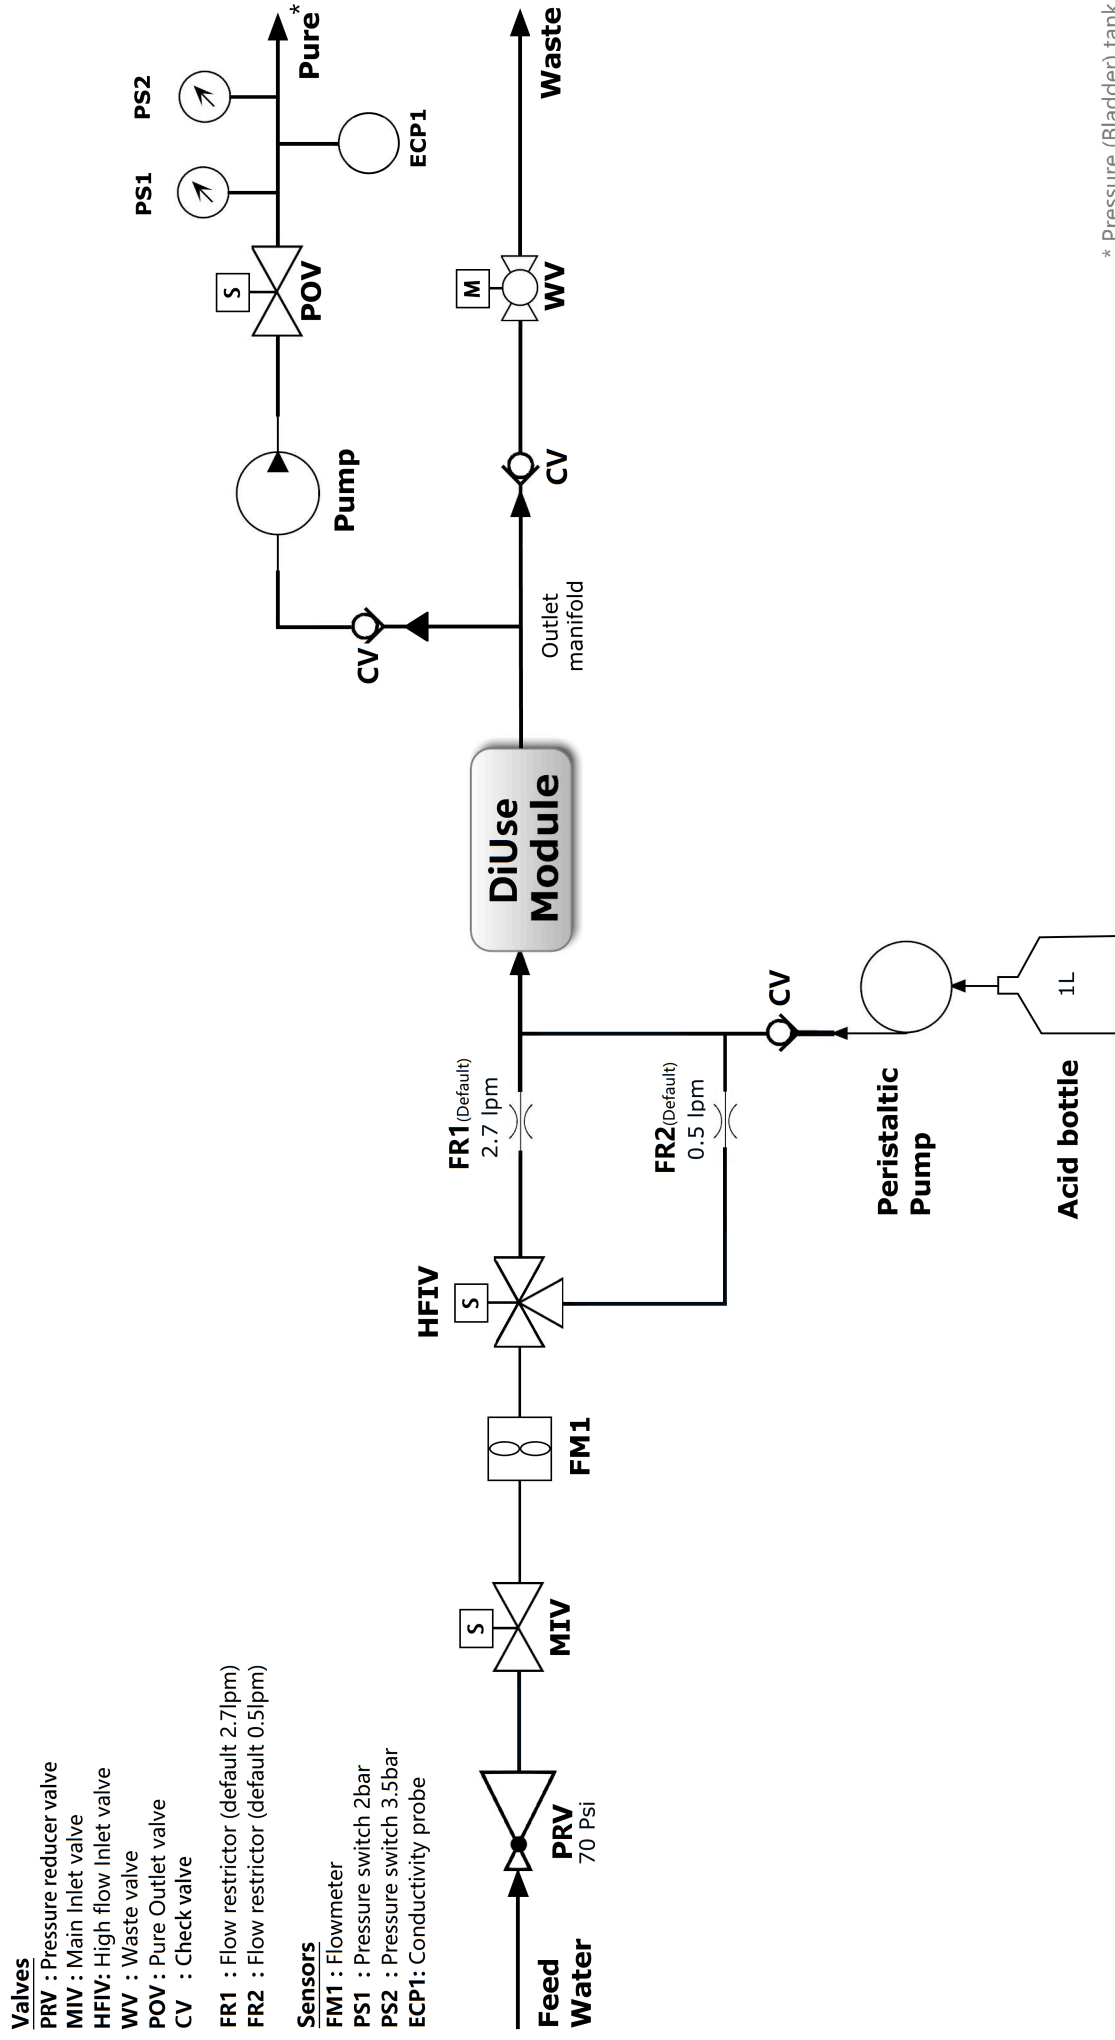 Valves
PRV : Pressure reducer valve
MIV : Main Inlet valve
HFIV: High flow Inlet valve
WV : Waste valve
POV : Pure Outlet valve
CV : Check valve
FR1 : Flow restrictor (default 2.7lpm)
FR2 : Flow restrictor (default 0.5lpm)
Sensors
FM1 : Flowmeter
PS1 : Pressure switch 2bar
PS2 : Pressure switch 3.5bar
ECP1: Conductivity probe
Feed
Water
PRV
70 Psi
S
MIV
FM1
HFIV
S
FR1(Default)
2.7 lpm
FR2(Default)
0.5 lpm
Peristaltic
Pump
Acid bottle
1L
CV
DiUse
Module
Outlet
manifold
CV
Pump
S
POV
PS1
PS2
ECP1
Pure*
CV
M
WV
Waste
* Pressure (Bladder) tank